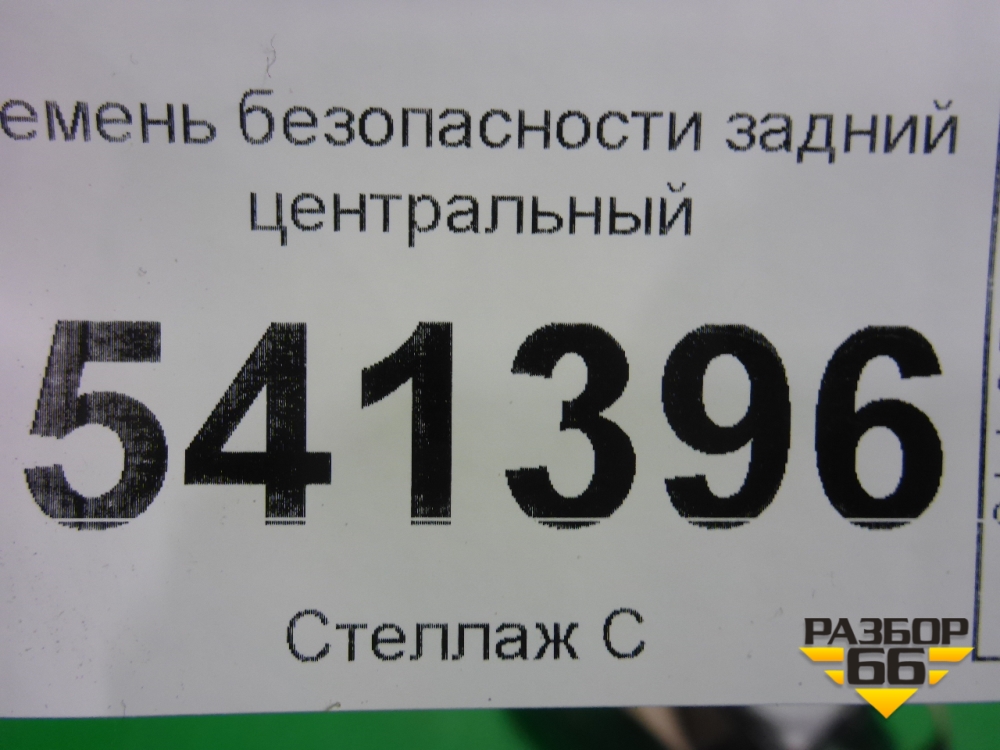 емень безопасности задний
центральный
541396
Стеллаж С
РАЗБОР
66